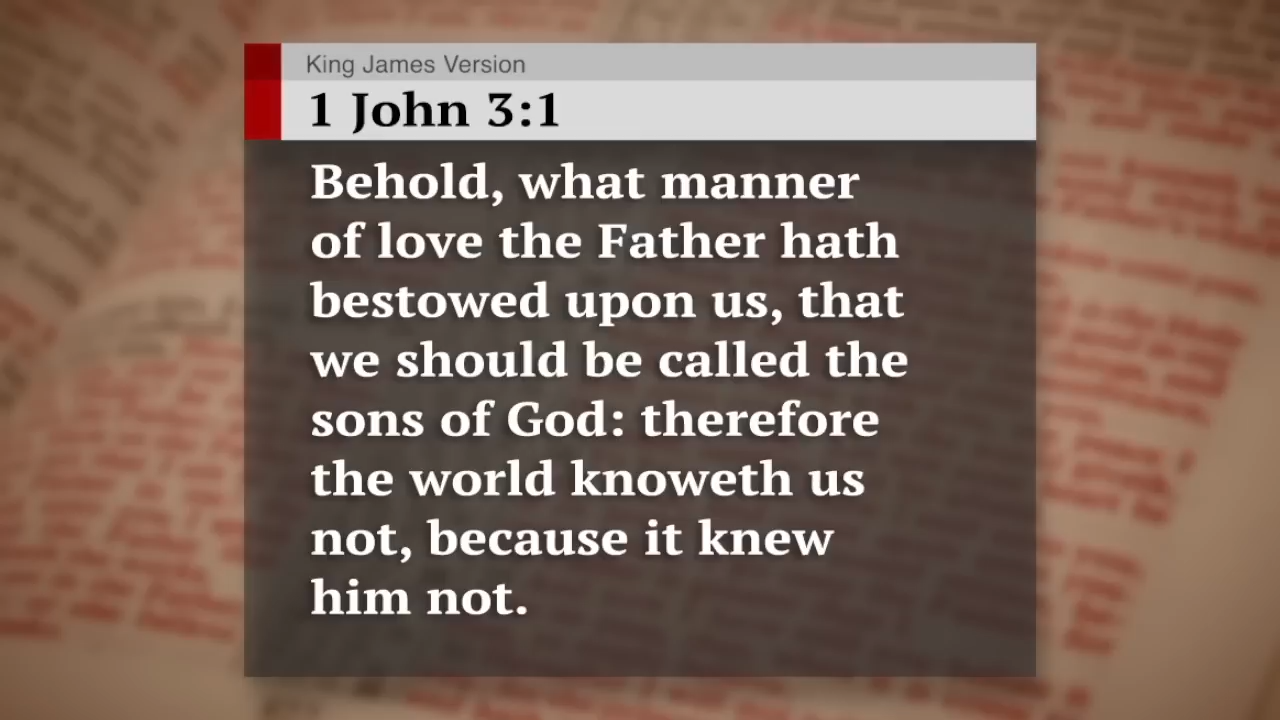 King James Version
1 John 3:1
Behold, what manner
of love the Father hath
bestowed upon us, that
we should be called the
sons of God: therefore
the world knoweth us
not, because it knew
him not.